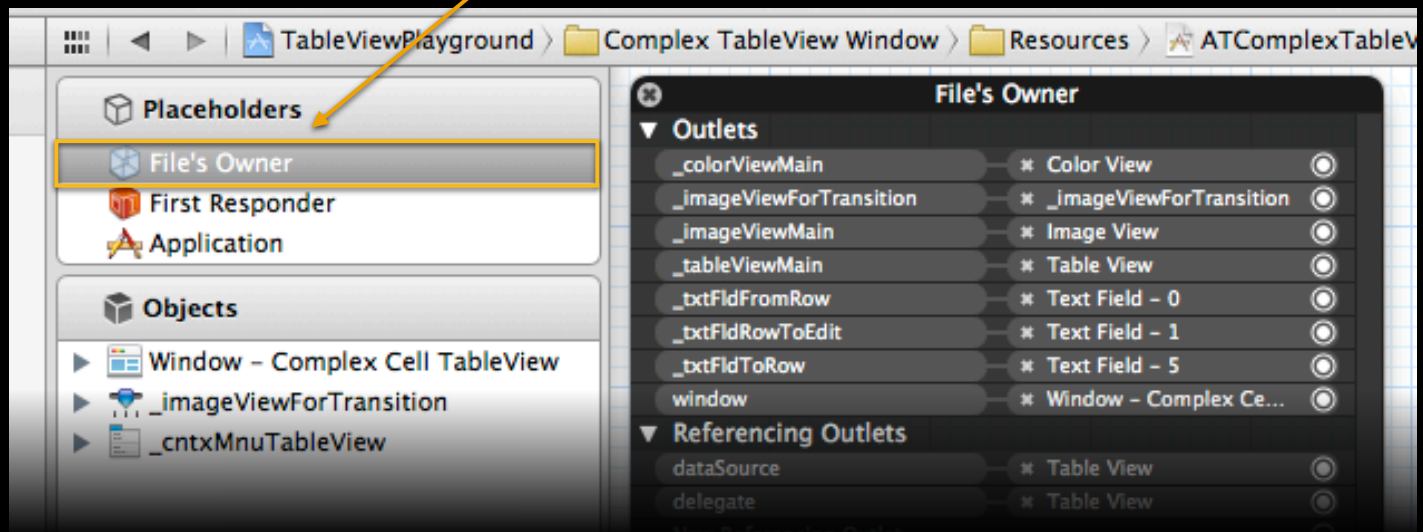 TableViewPlayground
Complex TableView Window
Resources
ATComplexTableV
Placeholders
File's Owner
First Responder
Application
Objects
Window – Complex Cell TableView
_imageViewForTransition
_cntxMnuTableView
File's Owner
Outlets
_colorViewMain Color View
_imageViewForTransition _imageViewForTransition
_imageViewMain Image View
_tableViewMain Table View
_txtFldFromRow Text Field – 0
_txtFldRowToEdit Text Field – 1
_txtFldToRow Text Field – 5
window Window – Complex Ce...
Referencing Outlets
dataSource Table View
delegate Table View